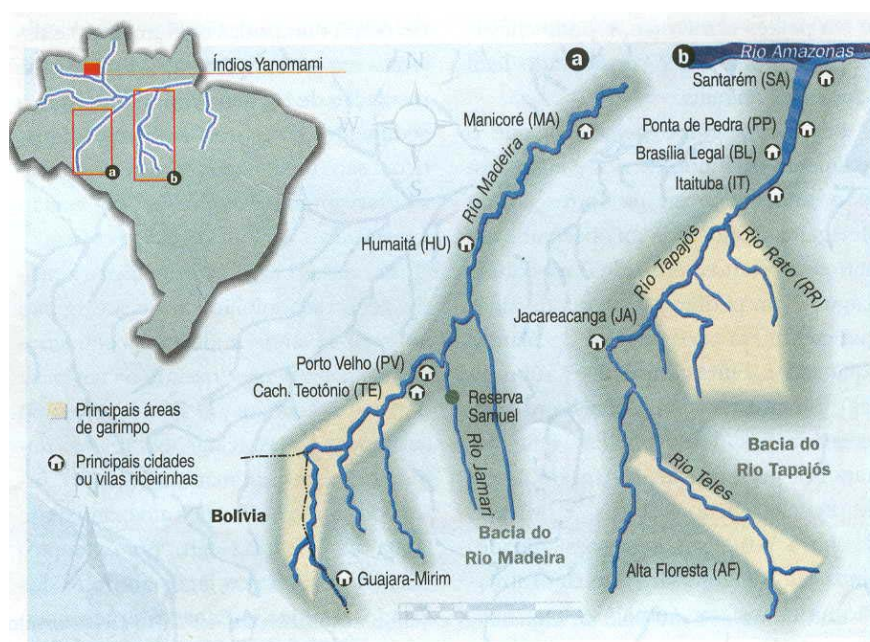 Índios Yanomami
a
b
a
Manicoré (MA)
Rio Madeira
Humaitá (HU)
Porto Velho (PV)
Cach. Teotônio (TE)
Reserva
Samuel
Rio Jamari
Bolívia
Bacia do
Rio Madeira
Guajara-Mirim
Principais áreas
de garimpo
Principais cidades
ou vilas ribeirinhas
N
W
S
b
Rio Amazonas
Santarém (SA)
Ponta de Pedra (PP)
Brasília Legal (BL)
Itaituba (IT)
Rio Tapajós
Rio Rato (RR)
Jacareacanga (JA)
Bacia do
Rio Tapajós
Rio Teles
Alta Floresta (AF)